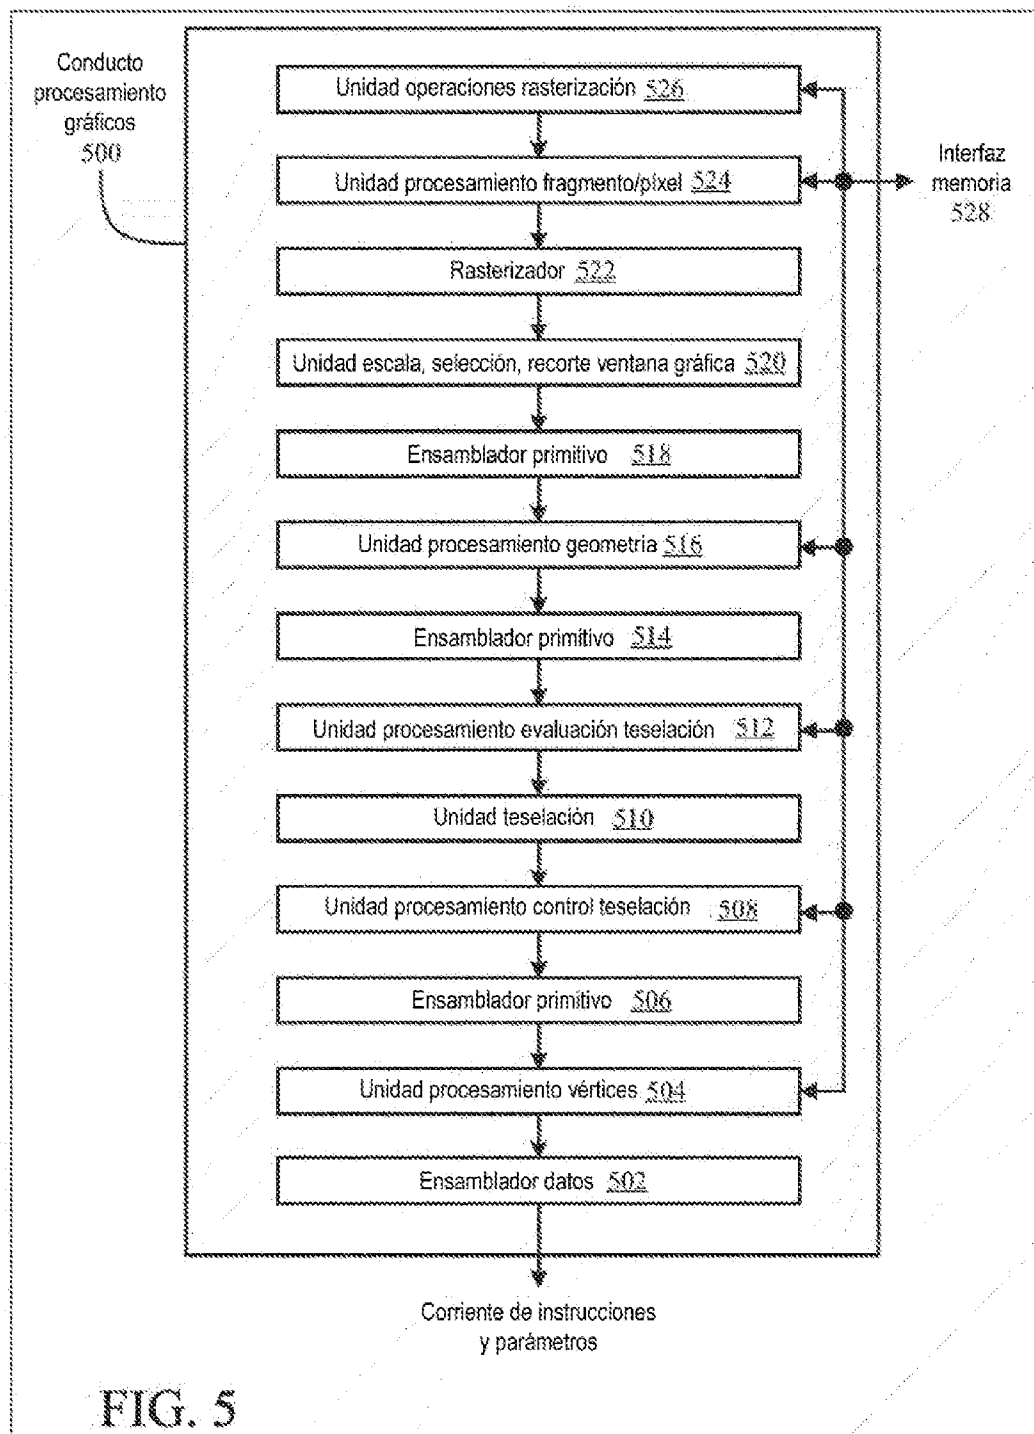 Conducto
procesamiento
gráficos
500
Unidad operaciones rasterización 526
Unidad procesamiento fragmento/píxel 524
Interfaz
memoria
528
Rasterizador 522
Unidad escala, selección, recorte ventana gráfica 520
Ensamblador primitivo 518
Unidad procesamiento geometría 516
Ensamblador primitivo 514
Unidad procesamiento evaluación teselación 512
Unidad teselación 510
Unidad procesamiento control teselación 508
Ensamblador primitivo 506
Unidad procesamiento vértices 504
Ensamblador datos 502
Corriente de instrucciones
y parámetros
FIG. 5